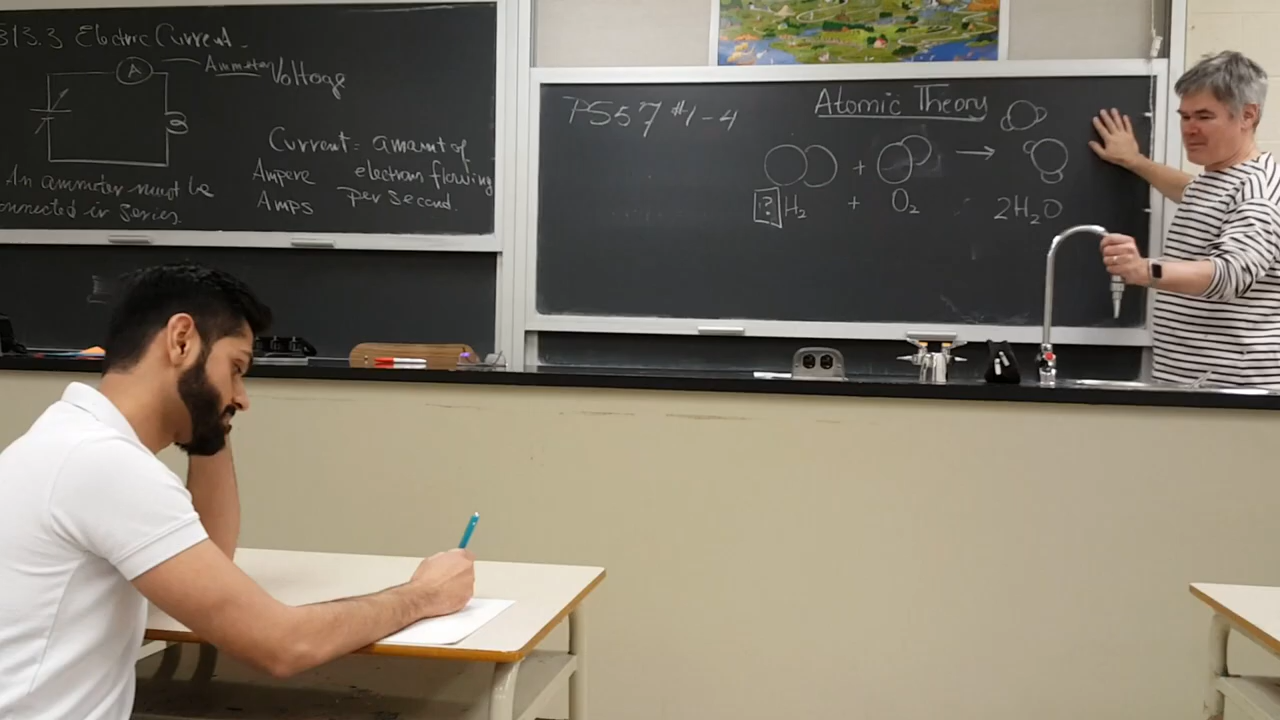 313.3 Electric Current.
A
Ammeter
Voltage
Current = amount of
electron flowing
per second.
Ampere
Amps
An ammeter must be
connected in series.
PS57 #1-4
Atomic Theory
+ →
[?] H₂ + O₂ 2H₂O